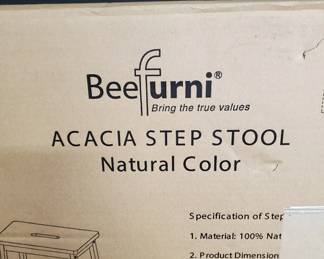 Beefurni®
Bring the true values
ACACIA STEP STOOL
Natural Color
Specification of Step
1. Material: 100% Nat
2. Product Dimension